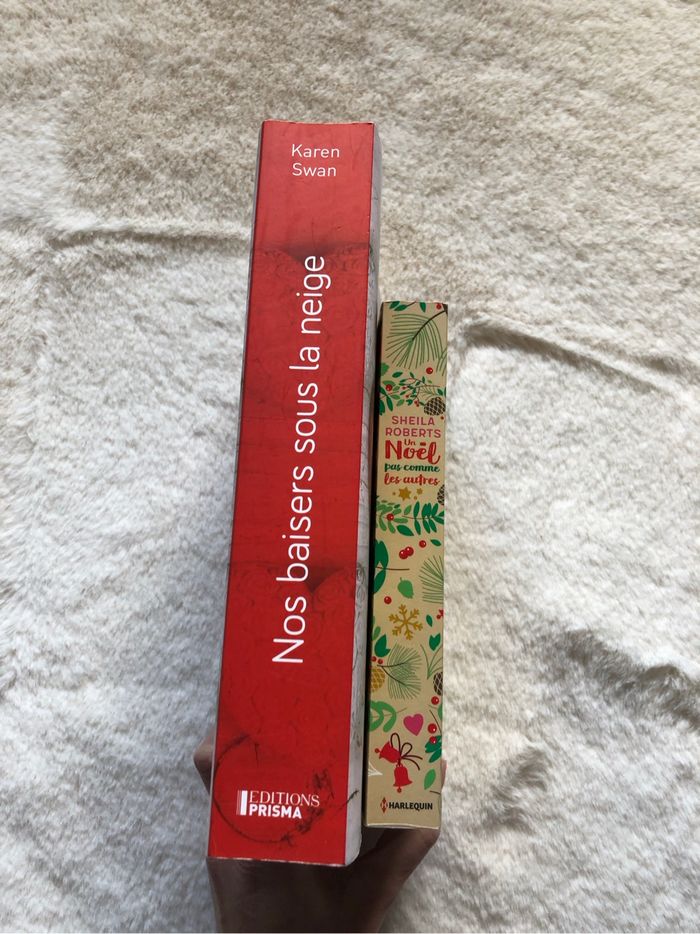 Karen
Swan
Nos baisers sous la neige
EDITIONS
PRISMA
SHEILA
ROBERTS
Un
Noël
pas comme
les autres
HARLEQUIN